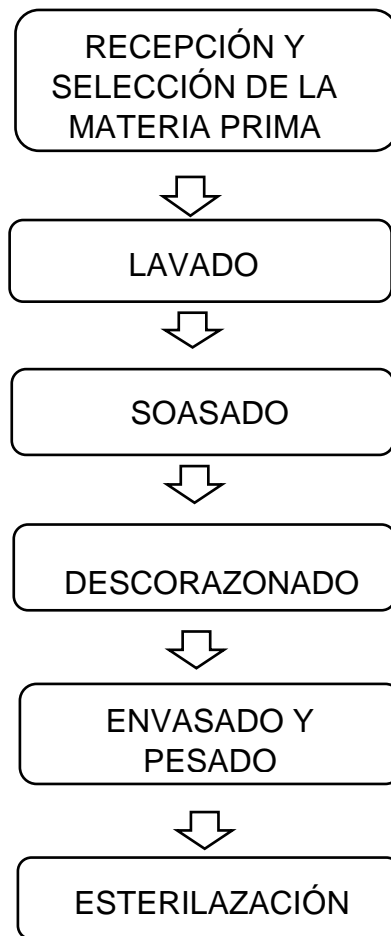 RECEPCIÓN Y
SELECCIÓN DE LA
MATERIA PRIMA
LAVADO
SOASADO
DESCORAZONADO
ENVASADO Y
PESADO
ESTERILAZACIÓN